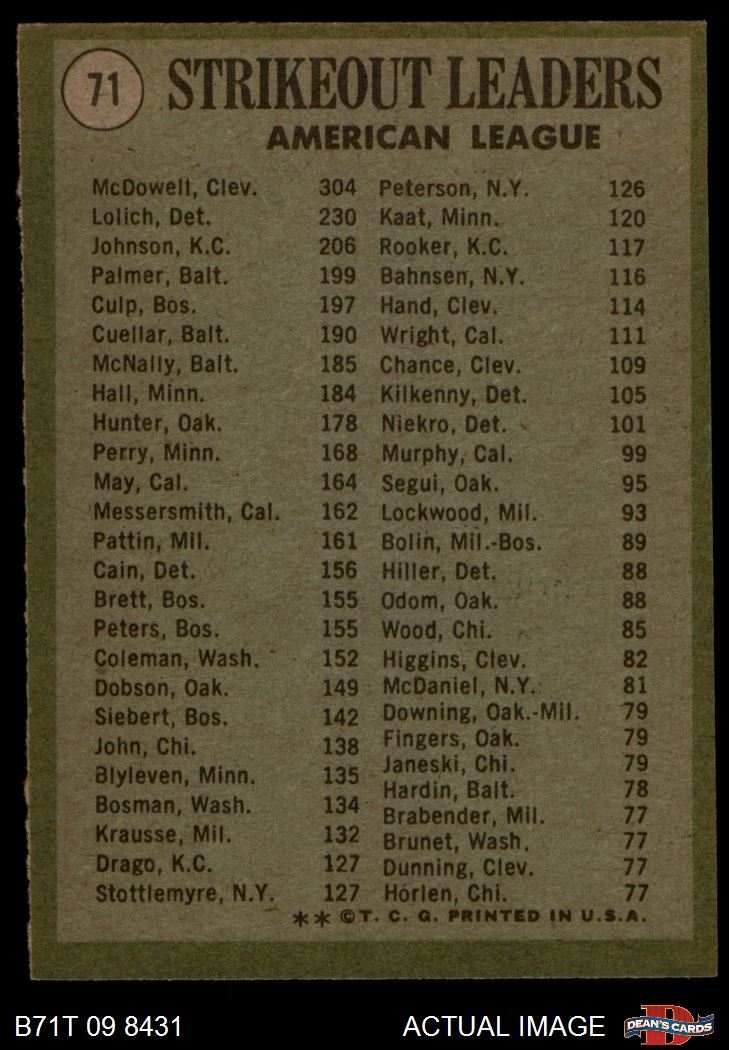 71 STRIKEOUT LEADERS
AMERICAN LEAGUE
McDowell, Clev. 304
Lolich, Det. 230
Johnson, K.C. 206
Palmer, Balt. 199
Culp, Bos. 197
Cuellar, Balt. 190
McNally, Balt. 185
Hall, Minn. 184
Hunter, Oak. 178
Perry, Minn. 168
May, Cal. 164
Messersmith, Cal. 162
Pattin, Mil. 161
Cain, Det. 156
Brett, Bos. 155
Peters, Bos. 155
Coleman, Wash. 152
Dobson, Oak. 149
Siebert, Bos. 142
John, Chi. 138
Blyleven, Minn. 135
Bosman, Wash. 134
Krausse, Mil. 132
Drago, K.C. 127
Stottlemyre, N.Y. 127
Peterson, N.Y. 126
Kaat, Minn. 120
Rooker, K.C. 117
Bahnsen, N.Y. 116
Hand, Clev. 114
Wright, Cal. 111
Chance, Clev. 109
Kilkenny, Det. 105
Niekro, Det. 101
Murphy, Cal. 99
Segui, Oak. 95
Lockwood, Mil. 93
Bolin, Mil.-Bos. 89
Hiller, Det. 88
Odom, Oak. 88
Wood, Chi. 85
Higgins, Clev. 82
McDaniel, N.Y. 81
Downing, Oak.-Mil. 79
Fingers, Oak. 79
Janeski, Chi. 79
Hardin, Balt. 78
Brabender, Mil. 77
Brunet, Wash. 77
Dunning, Clev. 77
Horlen, Chi. 77
** ©T. C. G. PRINTED IN U.S.A.
B71T 09 8431 ACTUAL IMAGE
D
DEAN'S CARDS